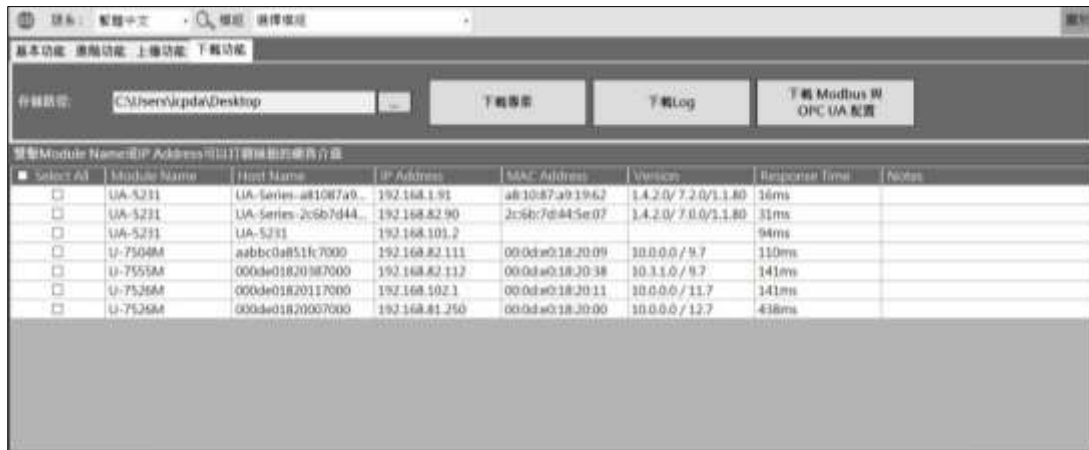 語系： 繁體中文 模組 選擇模組
基本功能 進階功能 上傳功能 下載功能
存儲路徑: C:\Users\icpda\Desktop ... 下載專案 下載Log 下載 Modbus 與 OPC UA 配置
雙擊Module Name或IP Address可以打開模組的網頁介面
Select All Module Name Host Name IP Address MAC Address Version Response Time Notes
UA-5231 UA-Series-a81087a9... 192.168.1.91 a8:10:87:a9:19:62 1.4.2.0/ 7.2.0/1.1.80 16ms
UA-5231 UA-Series-2c6b7d44... 192.168.82.90 2c:6b:7d:44:5e:07 1.4.2.0/ 7.0.0/1.1.80 31ms
UA-5231 UA-5231 192.168.101.2 94ms
U-7504M aabbc0a851fc7000 192.168.82.111 00:0d:e0:18:20:09 10.0.0.0 / 9.7 110ms
U-7555M 000de01820387000 192.168.82.112 00:0d:e0:18:20:38 10.3.1.0 / 9.7 141ms
U-7526M 000de01820117000 192.168.102.1 00:0d:e0:18:20:11 10.0.0.0 / 11.7 141ms
U-7526M 000de01820007000 192.168.81.250 00:0d:e0:18:20:00 10.0.0.0 / 12.7 438ms